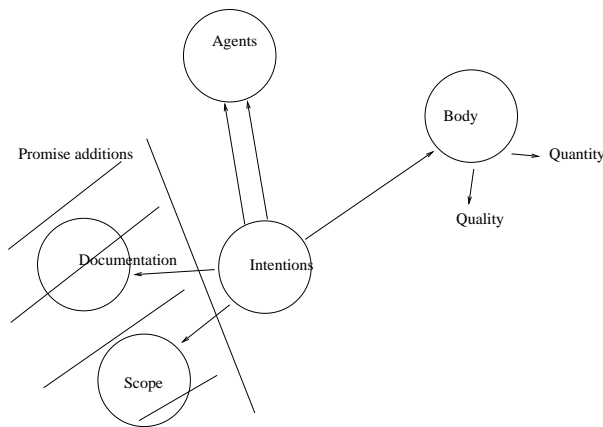 Agents
Body
Promise additions
Quantity
Quality
Documentation
Intentions
Scope